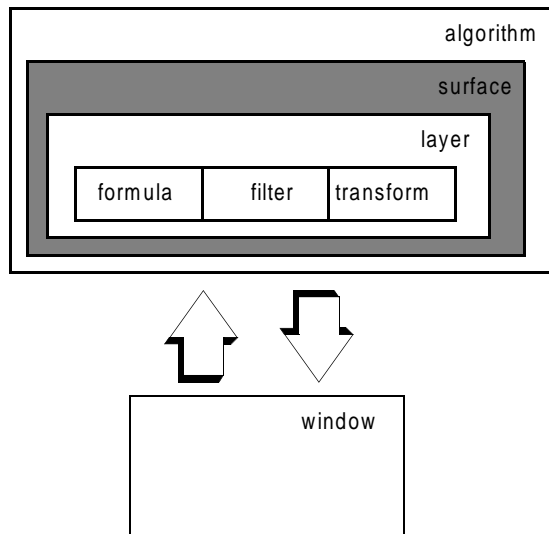 algorithm
surface
layer
formula filter transform
window